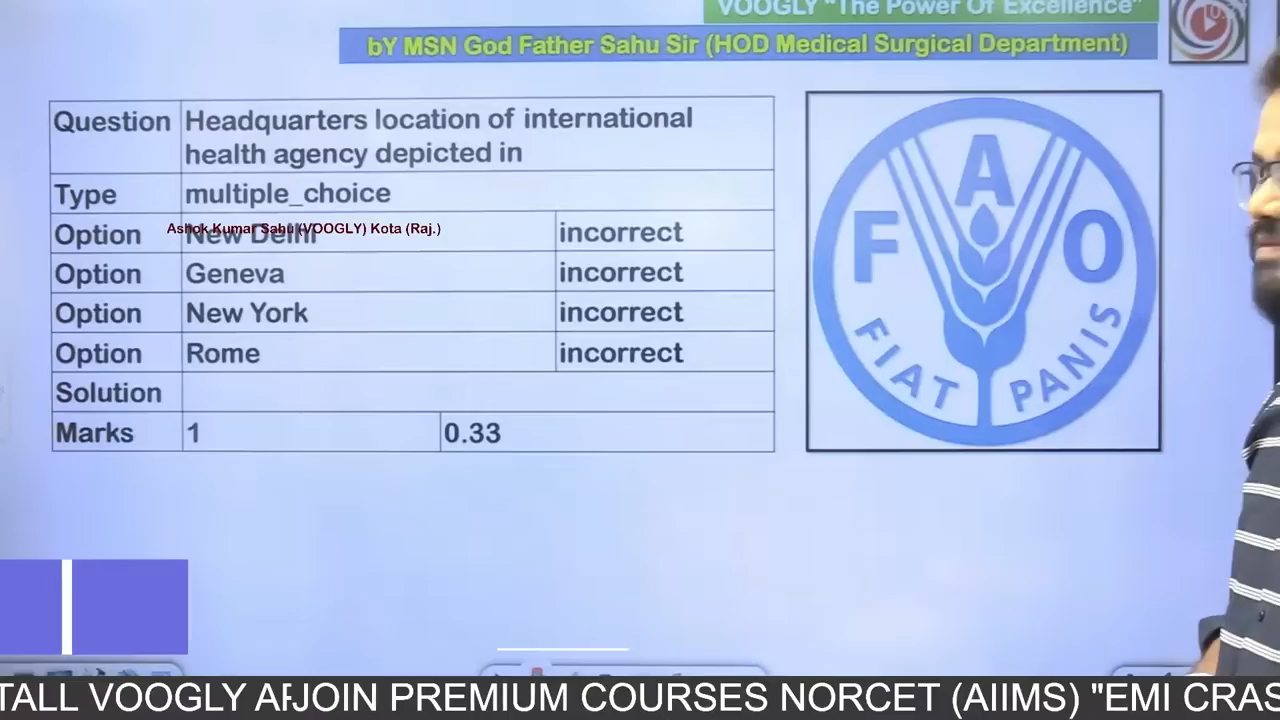 VOOGLY "The Power Of Excellence"
bY MSN God Father Sahu Sir (HOD Medical Surgical Department)
Question Headquarters location of international
health agency depicted in
Type multiple_choice
Ashok Kumar Sahu (VOOGLY) Kota (Raj.)
Option New Delhi incorrect
Option Geneva incorrect
Option New York incorrect
Option Rome incorrect
Solution
Marks 1 0.33
F A O
FIAT PANIS
TALL VOOGLY JOIN PREMIUM COURSES NORCET (AIIMS) "EMI CRAS